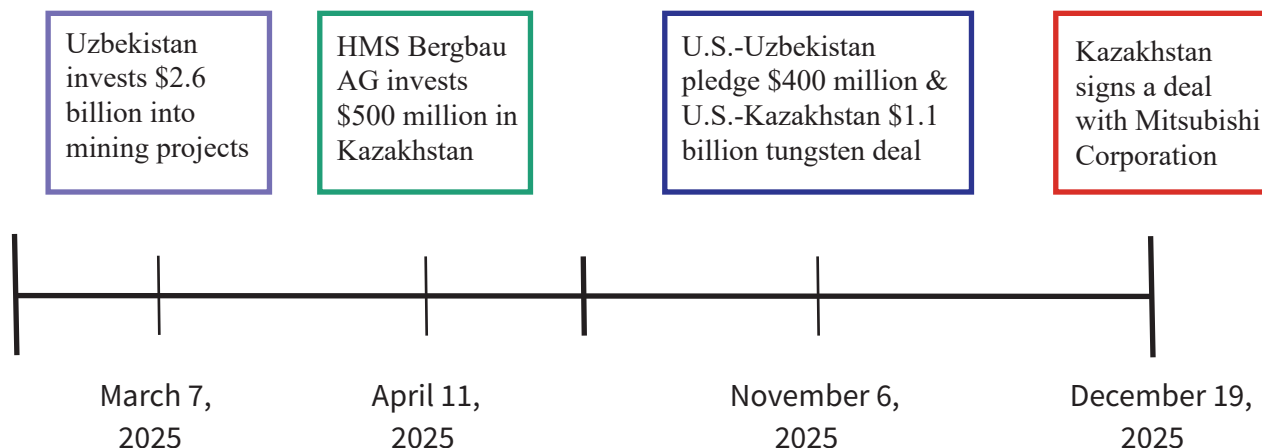 Uzbekistan
invests $2.6
billion into
mining projects
HMS Bergbau
AG invests
$500 million in
Kazakhstan
U.S.-Uzbekistan
pledge $400 million &
U.S.-Kazakhstan $1.1
billion tungsten deal
Kazakhstan
signs a deal
with Mitsubishi
Corporation
March 7,
2025
April 11,
2025
November 6,
2025
December 19,
2025